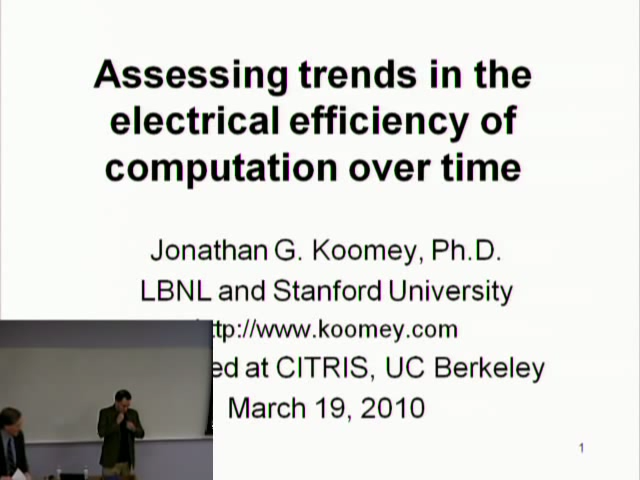 Assessing trends in the
electrical efficiency of
computation over time
Jonathan G. Koomey, Ph.D.
LBNL and Stanford University
ttp://www.koomey.com
ed at CITRIS, UC Berkeley
March 19, 2010
1